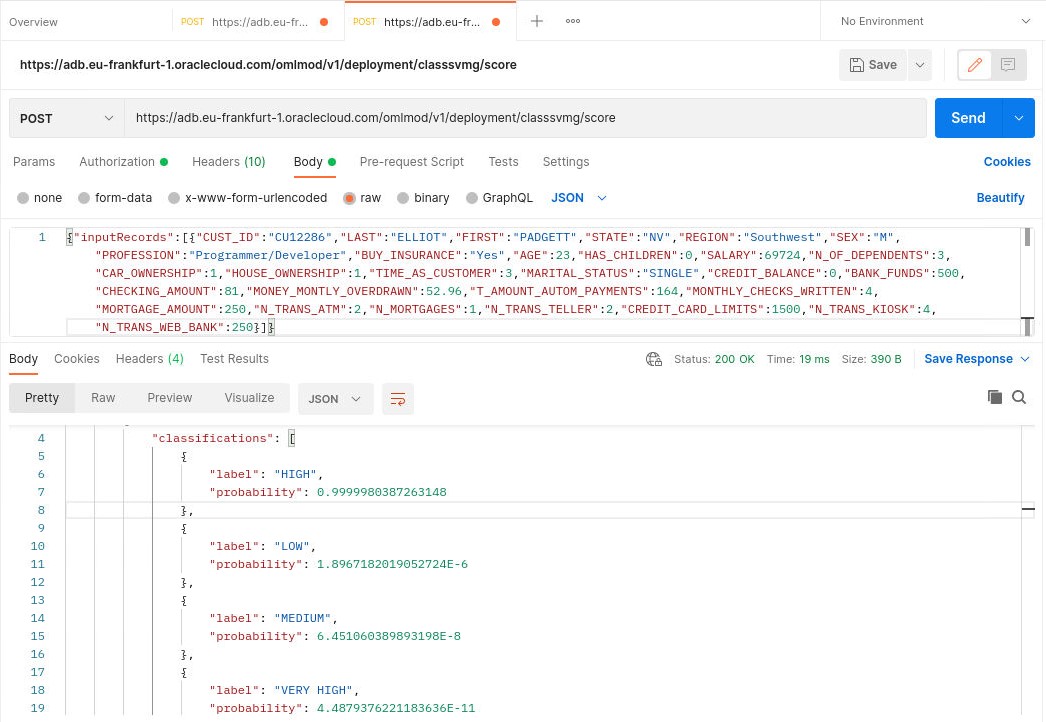 Overview
POST https://adb.eu-fr...
POST https://adb.eu-fr...
No Environment
https://adb.eu-frankfurt-1.oraclecloud.com/omlmod/v1/deployment/classsvmg/score
Save
POST
https://adb.eu-frankfurt-1.oraclecloud.com/omlmod/v1/deployment/classsvmg/score
Send
Params Authorization Headers (10) Body Pre-request Script Tests Settings Cookies
none form-data x-www-form-urlencoded raw binary GraphQL JSON Beautify
1 {"inputRecords":[{"CUST_ID":"CU12286","LAST":"ELLIOT","FIRST":"PADGETT","STATE":"NV","REGION":"Southwest","SEX":"M",
"PROFESSION":"Programmer/Developer","BUY_INSURANCE":"Yes","AGE":23,"HAS_CHILDREN":0,"SALARY":69724,"N_OF_DEPENDENTS":3,
"CAR_OWNERSHIP":1,"HOUSE_OWNERSHIP":1,"TIME_AS_CUSTOMER":3,"MARITAL_STATUS":"SINGLE","CREDIT_BALANCE":0,"BANK_FUNDS":500,
"CHECKING_AMOUNT":81,"MONEY_MONTLY_OVERDRAWN":52.96,"T_AMOUNT_AUTOM_PAYMENTS":164,"MONTHLY_CHECKS_WRITTEN":4,
"MORTGAGE_AMOUNT":250,"N_TRANS_ATM":2,"N_MORTGAGES":1,"N_TRANS_TELLER":2,"CREDIT_CARD_LIMITS":1500,"N_TRANS_KIOSK":4,
"N_TRANS_WEB_BANK":250}]}
Body Cookies Headers (4) Test Results Status: 200 OK Time: 19 ms Size: 390 B Save Response
Pretty Raw Preview Visualize JSON
4 "classifications": [
5 {
6 "label": "HIGH",
7 "probability": 0.9999980387263148
8 },
9 {
10 "label": "LOW",
11 "probability": 1.8967182019052724E-6
12 },
13 {
14 "label": "MEDIUM",
15 "probability": 6.451060389893198E-8
16 },
17 {
18 "label": "VERY HIGH",
19 "probability": 4.4879376221183636E-11